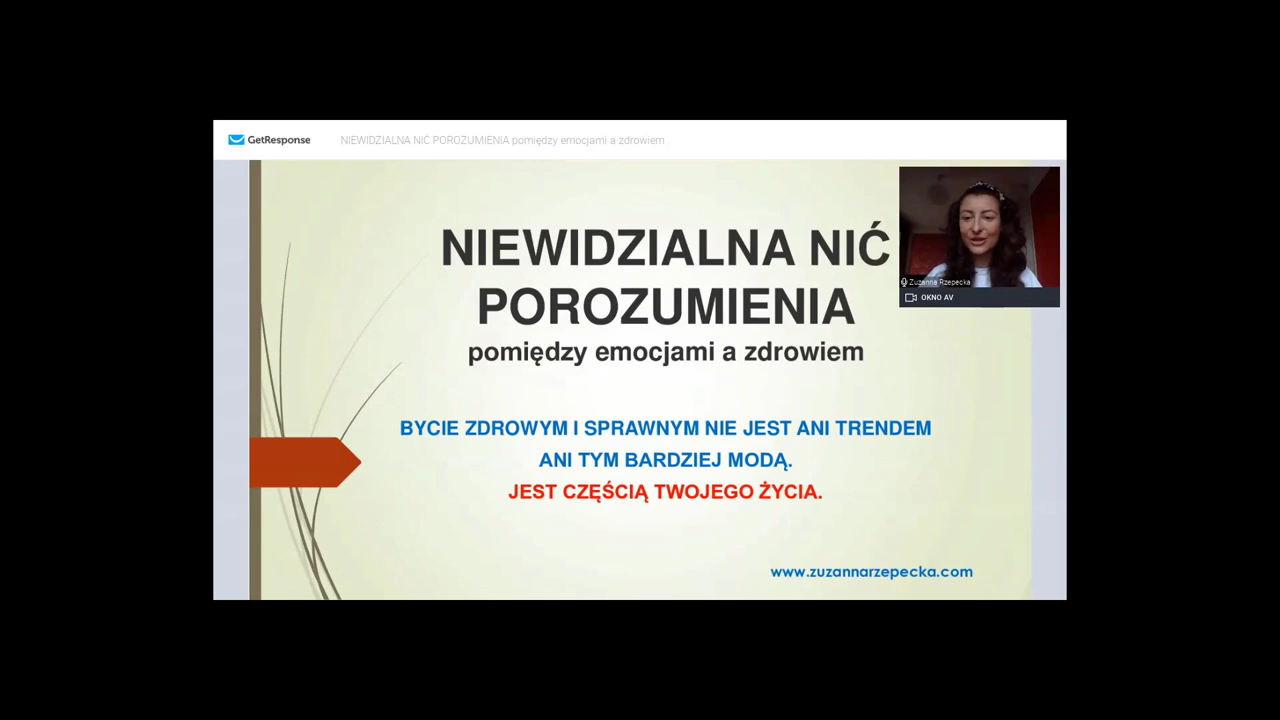 GetResponse
NIEWIDZIALNA NIĆ POROZUMIENIA pomiędzy emocjami a zdrowiem .
NIEWIDZIALNA NIĆ
POROZUMIENIA
pomiędzy emocjami a zdrowiem
Zuzanna Rzepecka
OKNO AV
BYCIE ZDROWYM I SPRAWNYM NIE JEST ANI TRENDEM
ANI TYM BARDZIEJ MODĄ.
JEST CZĘŚCIĄ TWOJEGO ŻYCIA.
www.zuzannarzepecka.com